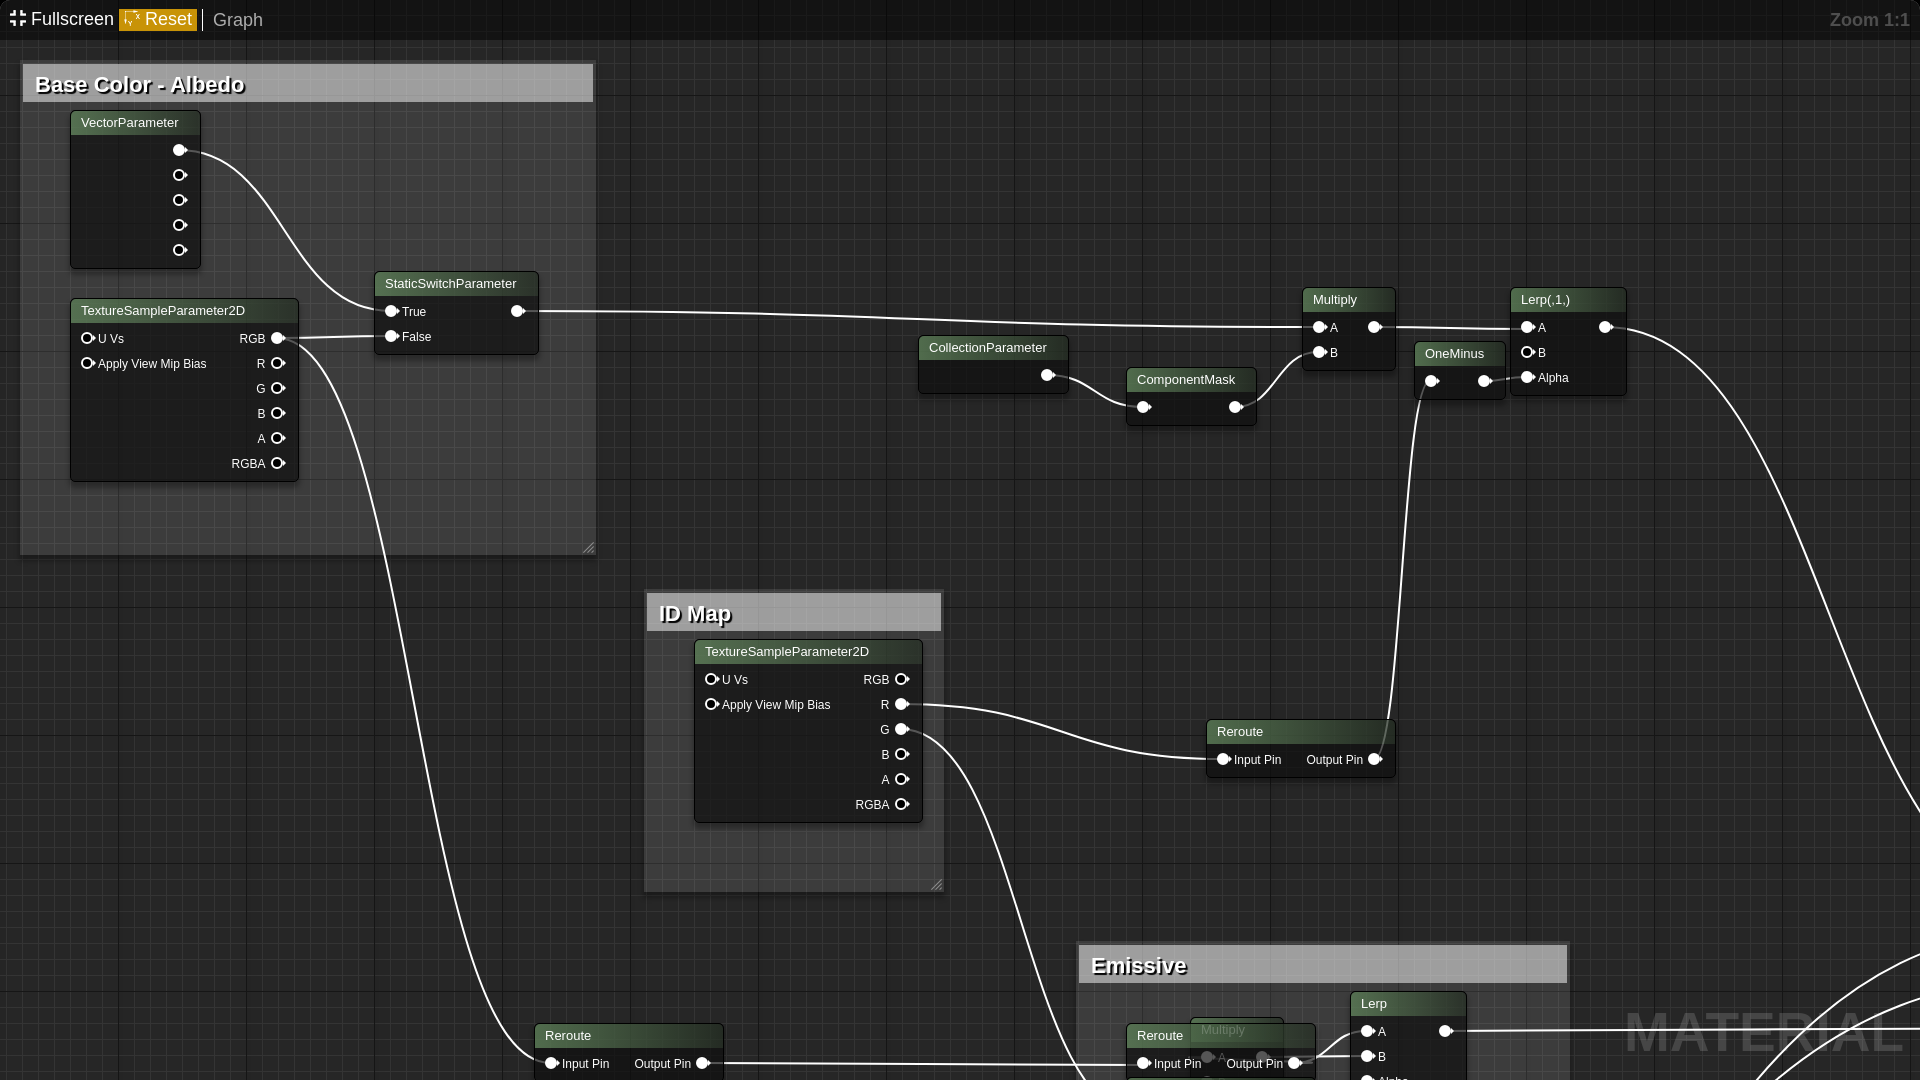 Fullscreen Reset Graph Zoom 1:1
Base Color - Albedo
VectorParameter
StaticSwitchParameter
True
False
TextureSampleParameter2D
U Vs RGB
Apply View Mip Bias R
G
B
A
RGBA
CollectionParameter
ComponentMask
Multiply
A
B
OneMinus
Lerp(,1,)
A
B
Alpha
ID Map
TextureSampleParameter2D
U Vs RGB
Apply View Mip Bias R
G
B
A
RGBA
Reroute
Input Pin Output Pin
Emissive
Reroute
Input Pin Output Pin
Reroute
Input Pin Output Pin
Multiply
A
Lerp
A
B
Alpha
MATERIAL